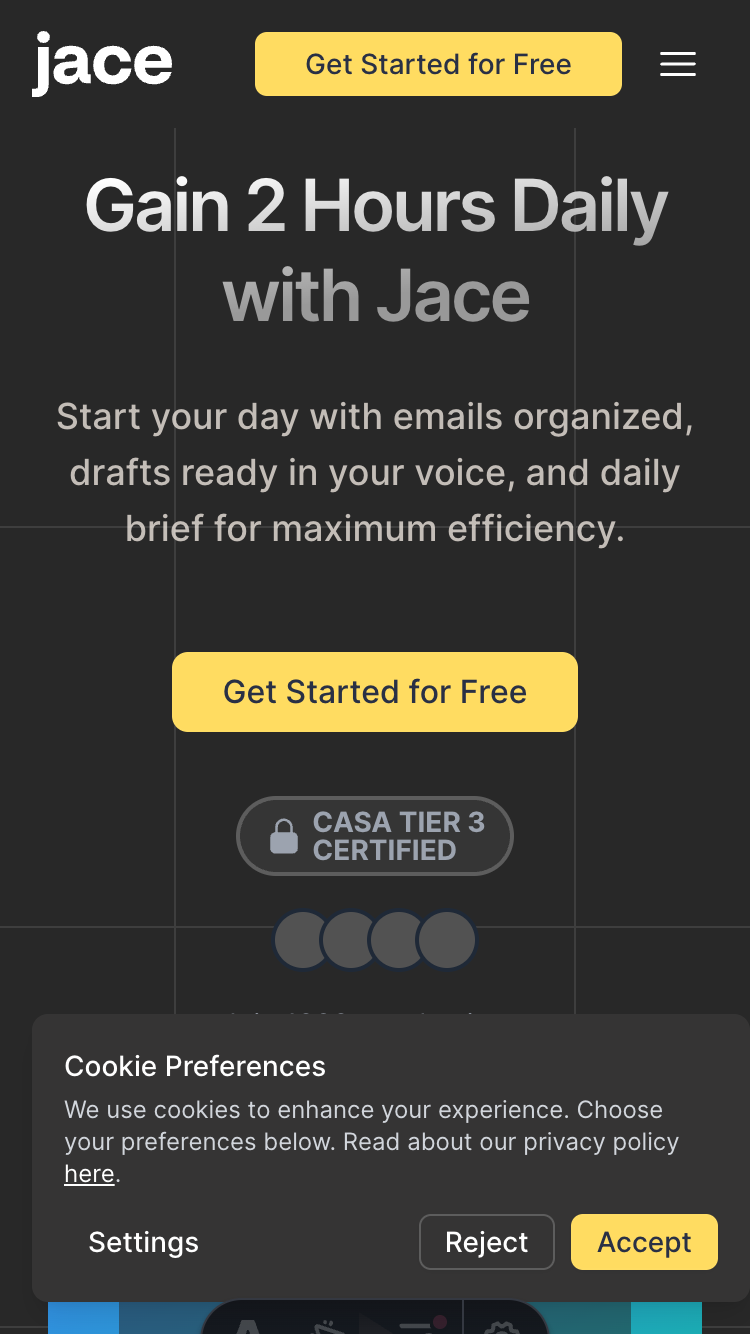 jace
Get Started for Free
Gain 2 Hours Daily
with Jace
Start your day with emails organized,
drafts ready in your voice, and daily
brief for maximum efficiency.
Get Started for Free
CASA TIER 3
CERTIFIED
Cookie Preferences
We use cookies to enhance your experience. Choose
your preferences below. Read about our privacy policy
here.
Settings
Reject
Accept